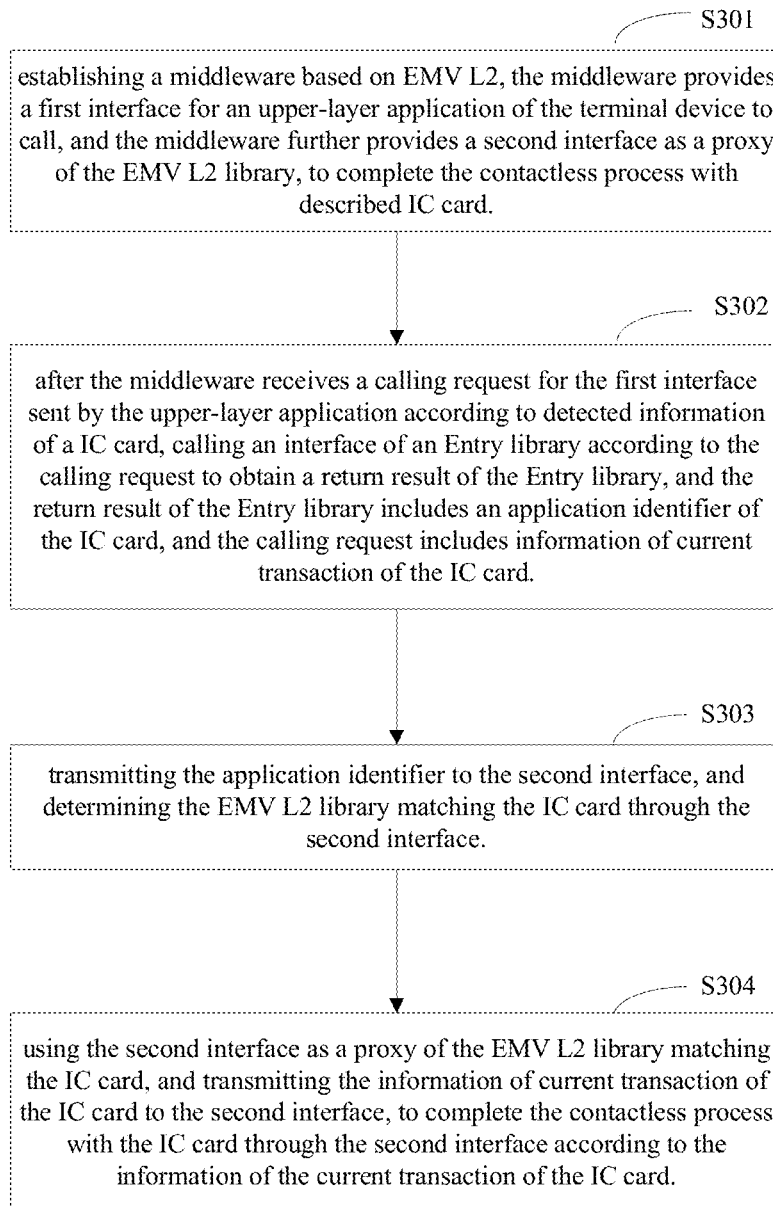 S301
establishing a middleware based on EMV L2, the middleware provides
a first interface for an upper-layer application of the terminal device to
call, and the middleware further provides a second interface as a proxy
of the EMV L2 library, to complete the contactless process with
described IC card.
S302
after the middleware receives a calling request for the first interface
sent by the upper-layer application according to detected information
of a IC card, calling an interface of an Entry library according to the
calling request to obtain a return result of the Entry library, and the
return result of the Entry library includes an application identifier of
the IC card, and the calling request includes information of current
transaction of the IC card.
S303
transmitting the application identifier to the second interface, and
determining the EMV L2 library matching the IC card through the
second interface.
S304
using the second interface as a proxy of the EMV L2 library matching
the IC card, and transmitting the information of current transaction of
the IC card to the second interface, to complete the contactless process
with the IC card through the second interface according to the
information of the current transaction of the IC card.